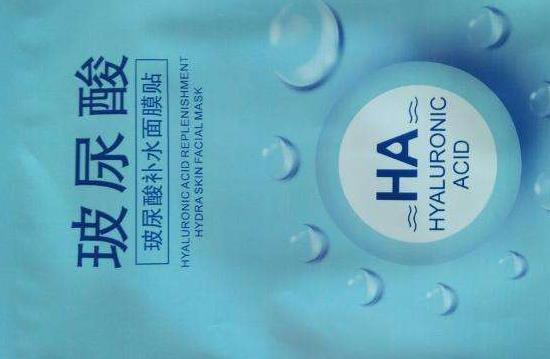 玻尿酸
玻尿酸补水面膜贴
HYALURONIC ACID REPLENISHMENT
HYDRA SKIN FACIAL MASK
≈HA≈
HYALURONIC
ACID